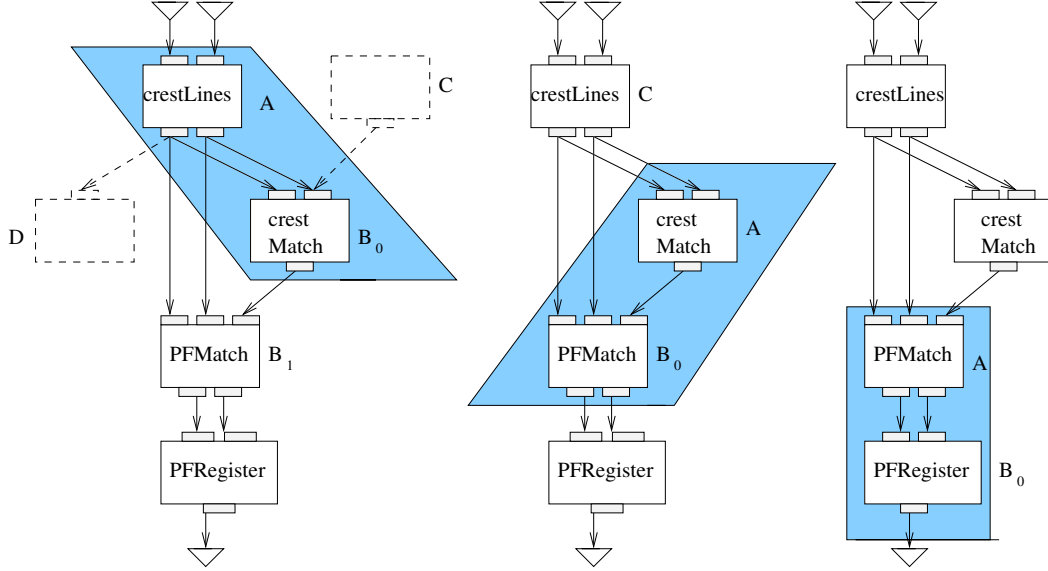 crestLines
A
C
D
crest
Match
B0
PFMatch
B1
PFRegister
crestLines
C
crest
Match
A
PFMatch
B0
PFRegister
crestLines
crest
Match
PFMatch
A
PFRegister
B0